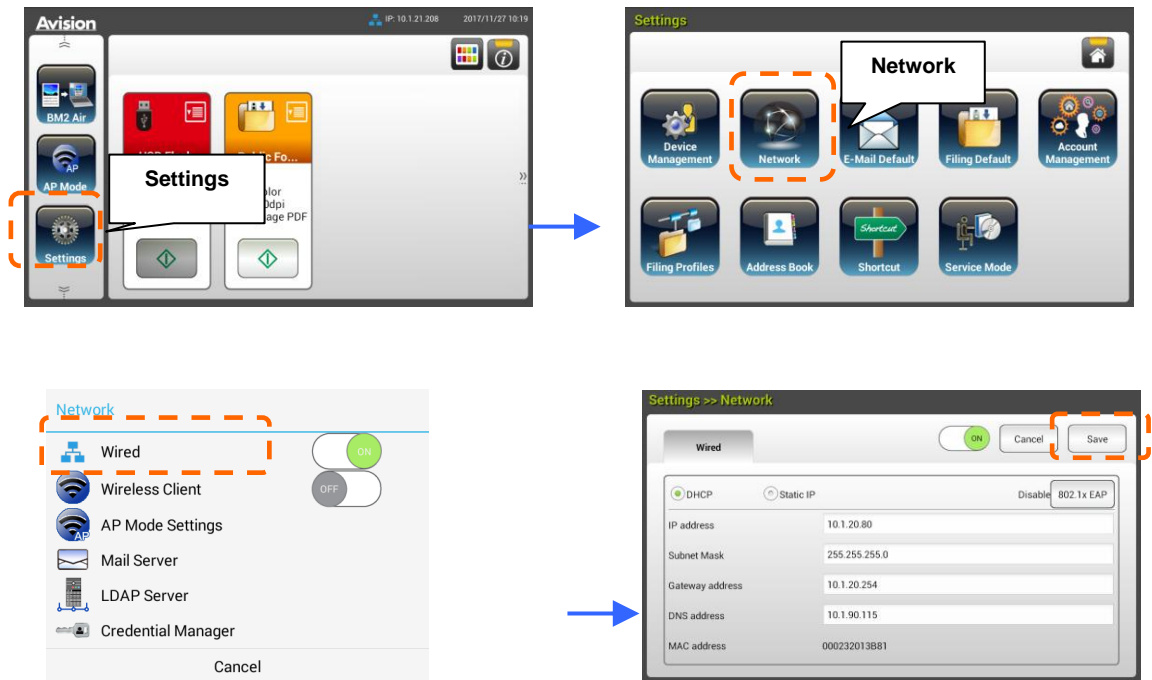 Avision
IP: 10.1.21.208
2017/11/27 10:19
BM2 Air
AP
AP Mode
Settings
Fo...
olor
0dpi
age PDF
Settings
Settings
Network
Device
Management
Network
E-Mail Default
Filing Default
Account
Management
Filing Profiles
Address Book
Shortcut
Shortcut
Service Mode
Network
Wired
ON
Wireless Client
OFF
AP
AP Mode Settings
Mail Server
LDAP Server
Credential Manager
Cancel
Settings >> Network
Wired
ON
Cancel
Save
DHCP
Static IP
Disable
802.1x EAP
IP address
10.1.20.80
Subnet Mask
255.255.255.0
Gateway address
10.1.20.254
DNS address
10.1.90.115
MAC address
000232013B81